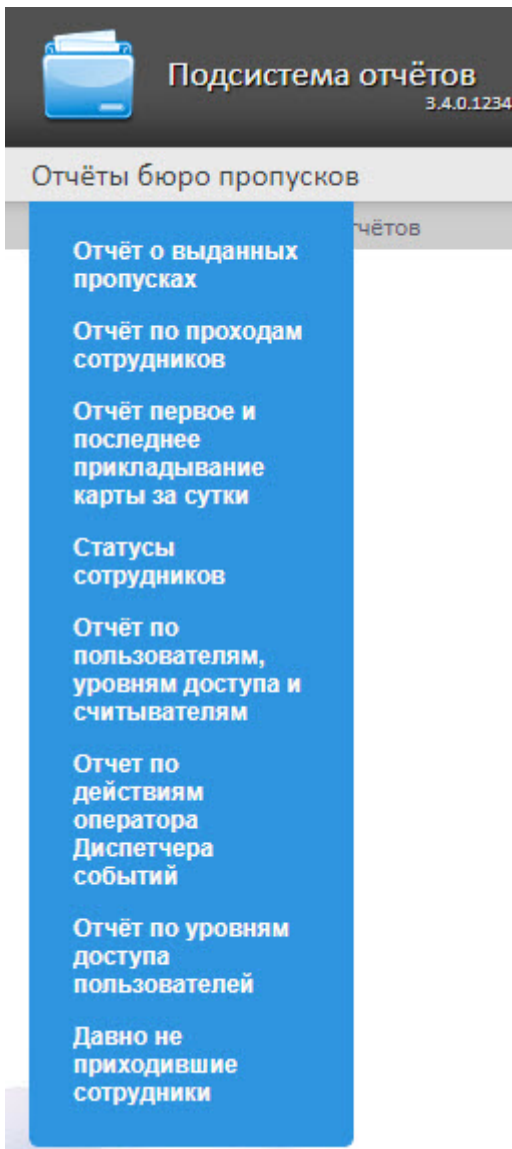 Подсистема отчётов
3.4.0.1234
Отчёты бюро пропусков
чётов
Отчёт о выданных
пропусках
Отчёт по проходам
сотрудников
Отчёт первое и
последнее
прикладывание
карты за сутки
Статусы
сотрудников
Отчёт по
пользователям,
уровням доступа и
считывателям
Отчет по
действиям
оператора
Диспетчера
событий
Отчёт по уровням
доступа
пользователей
Давно не
приходившие
сотрудники